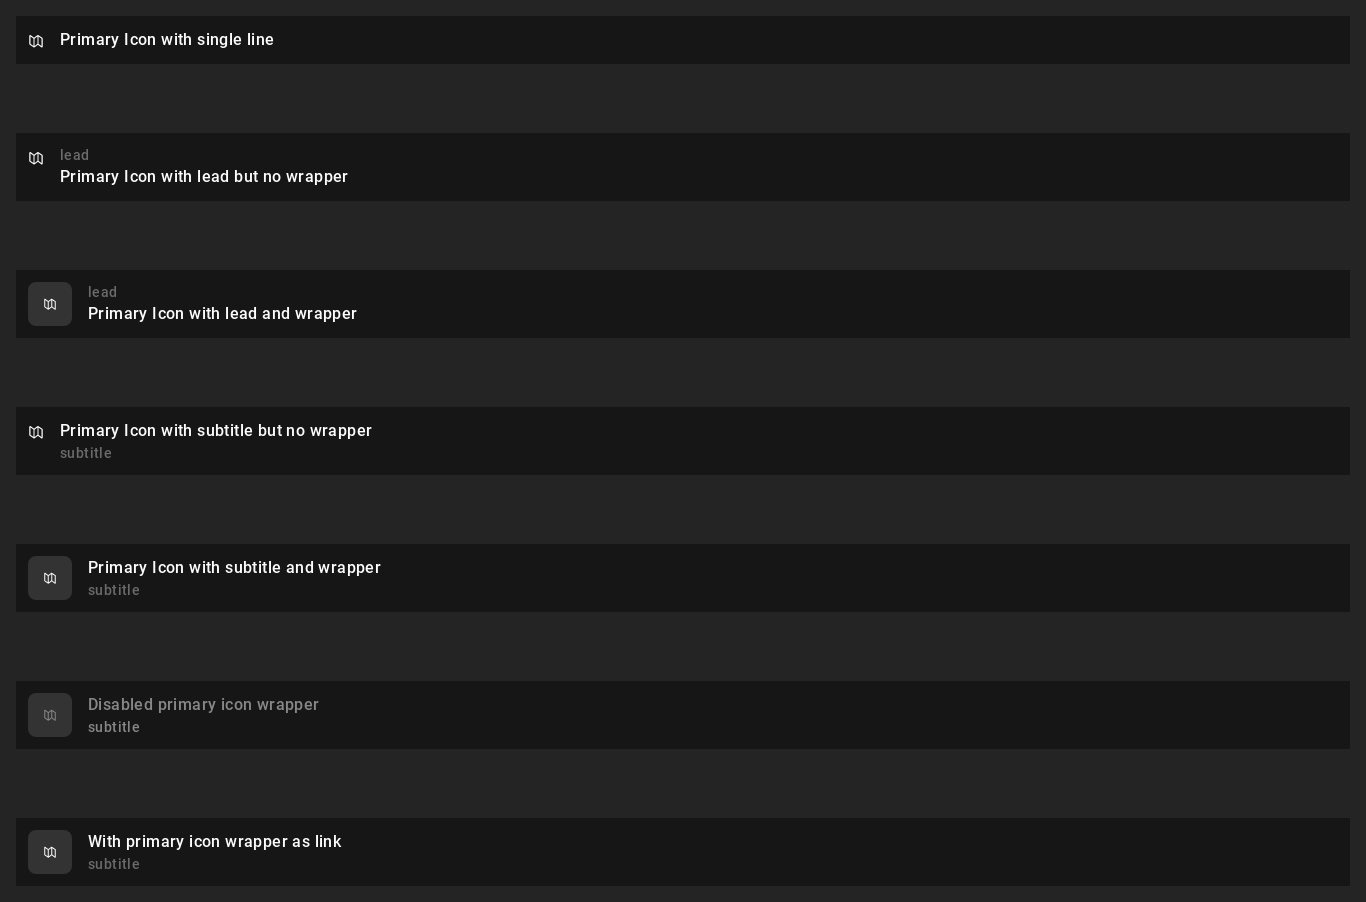 Primary Icon with single line
lead
Primary Icon with lead but no wrapper
lead
Primary Icon with lead and wrapper
Primary Icon with subtitle but no wrapper
subtitle
Primary Icon with subtitle and wrapper
subtitle
Disabled primary icon wrapper
subtitle
With primary icon wrapper as link
subtitle